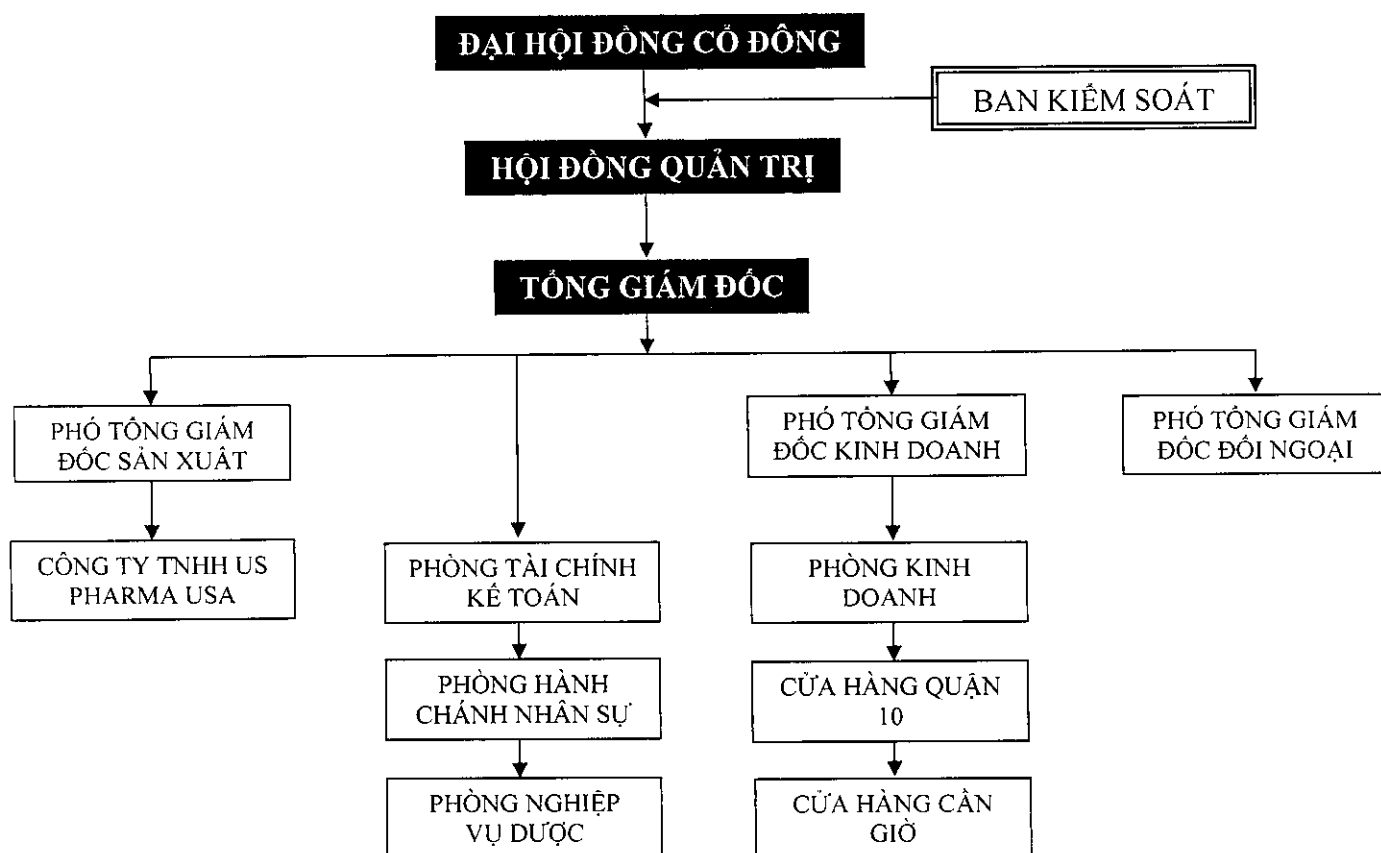 ĐẠI HỘI ĐỒNG CỔ ĐÔNG
BAN KIỂM SOÁT
HỘI ĐỒNG QUẢN TRỊ
TỔNG GIÁM ĐỐC
PHÓ TỔNG GIÁM
ĐỐC SẢN XUẤT
PHÓ TỔNG GIÁM
ĐỐC KINH DOANH
PHÓ TỔNG GIÁM
ĐỐC ĐỐI NGOẠI
CÔNG TY TNHH US
PHARMA USA
PHÒNG TÀI CHÍNH
KẾ TOÁN
PHÒNG KINH
DOANH
PHÒNG HÀNH
CHÁNH NHÂN SỰ
CỬA HÀNG QUẬN
10
PHÒNG NGHIỆP
VỤ DƯỢC
CỬA HÀNG CẦN
GIỜ